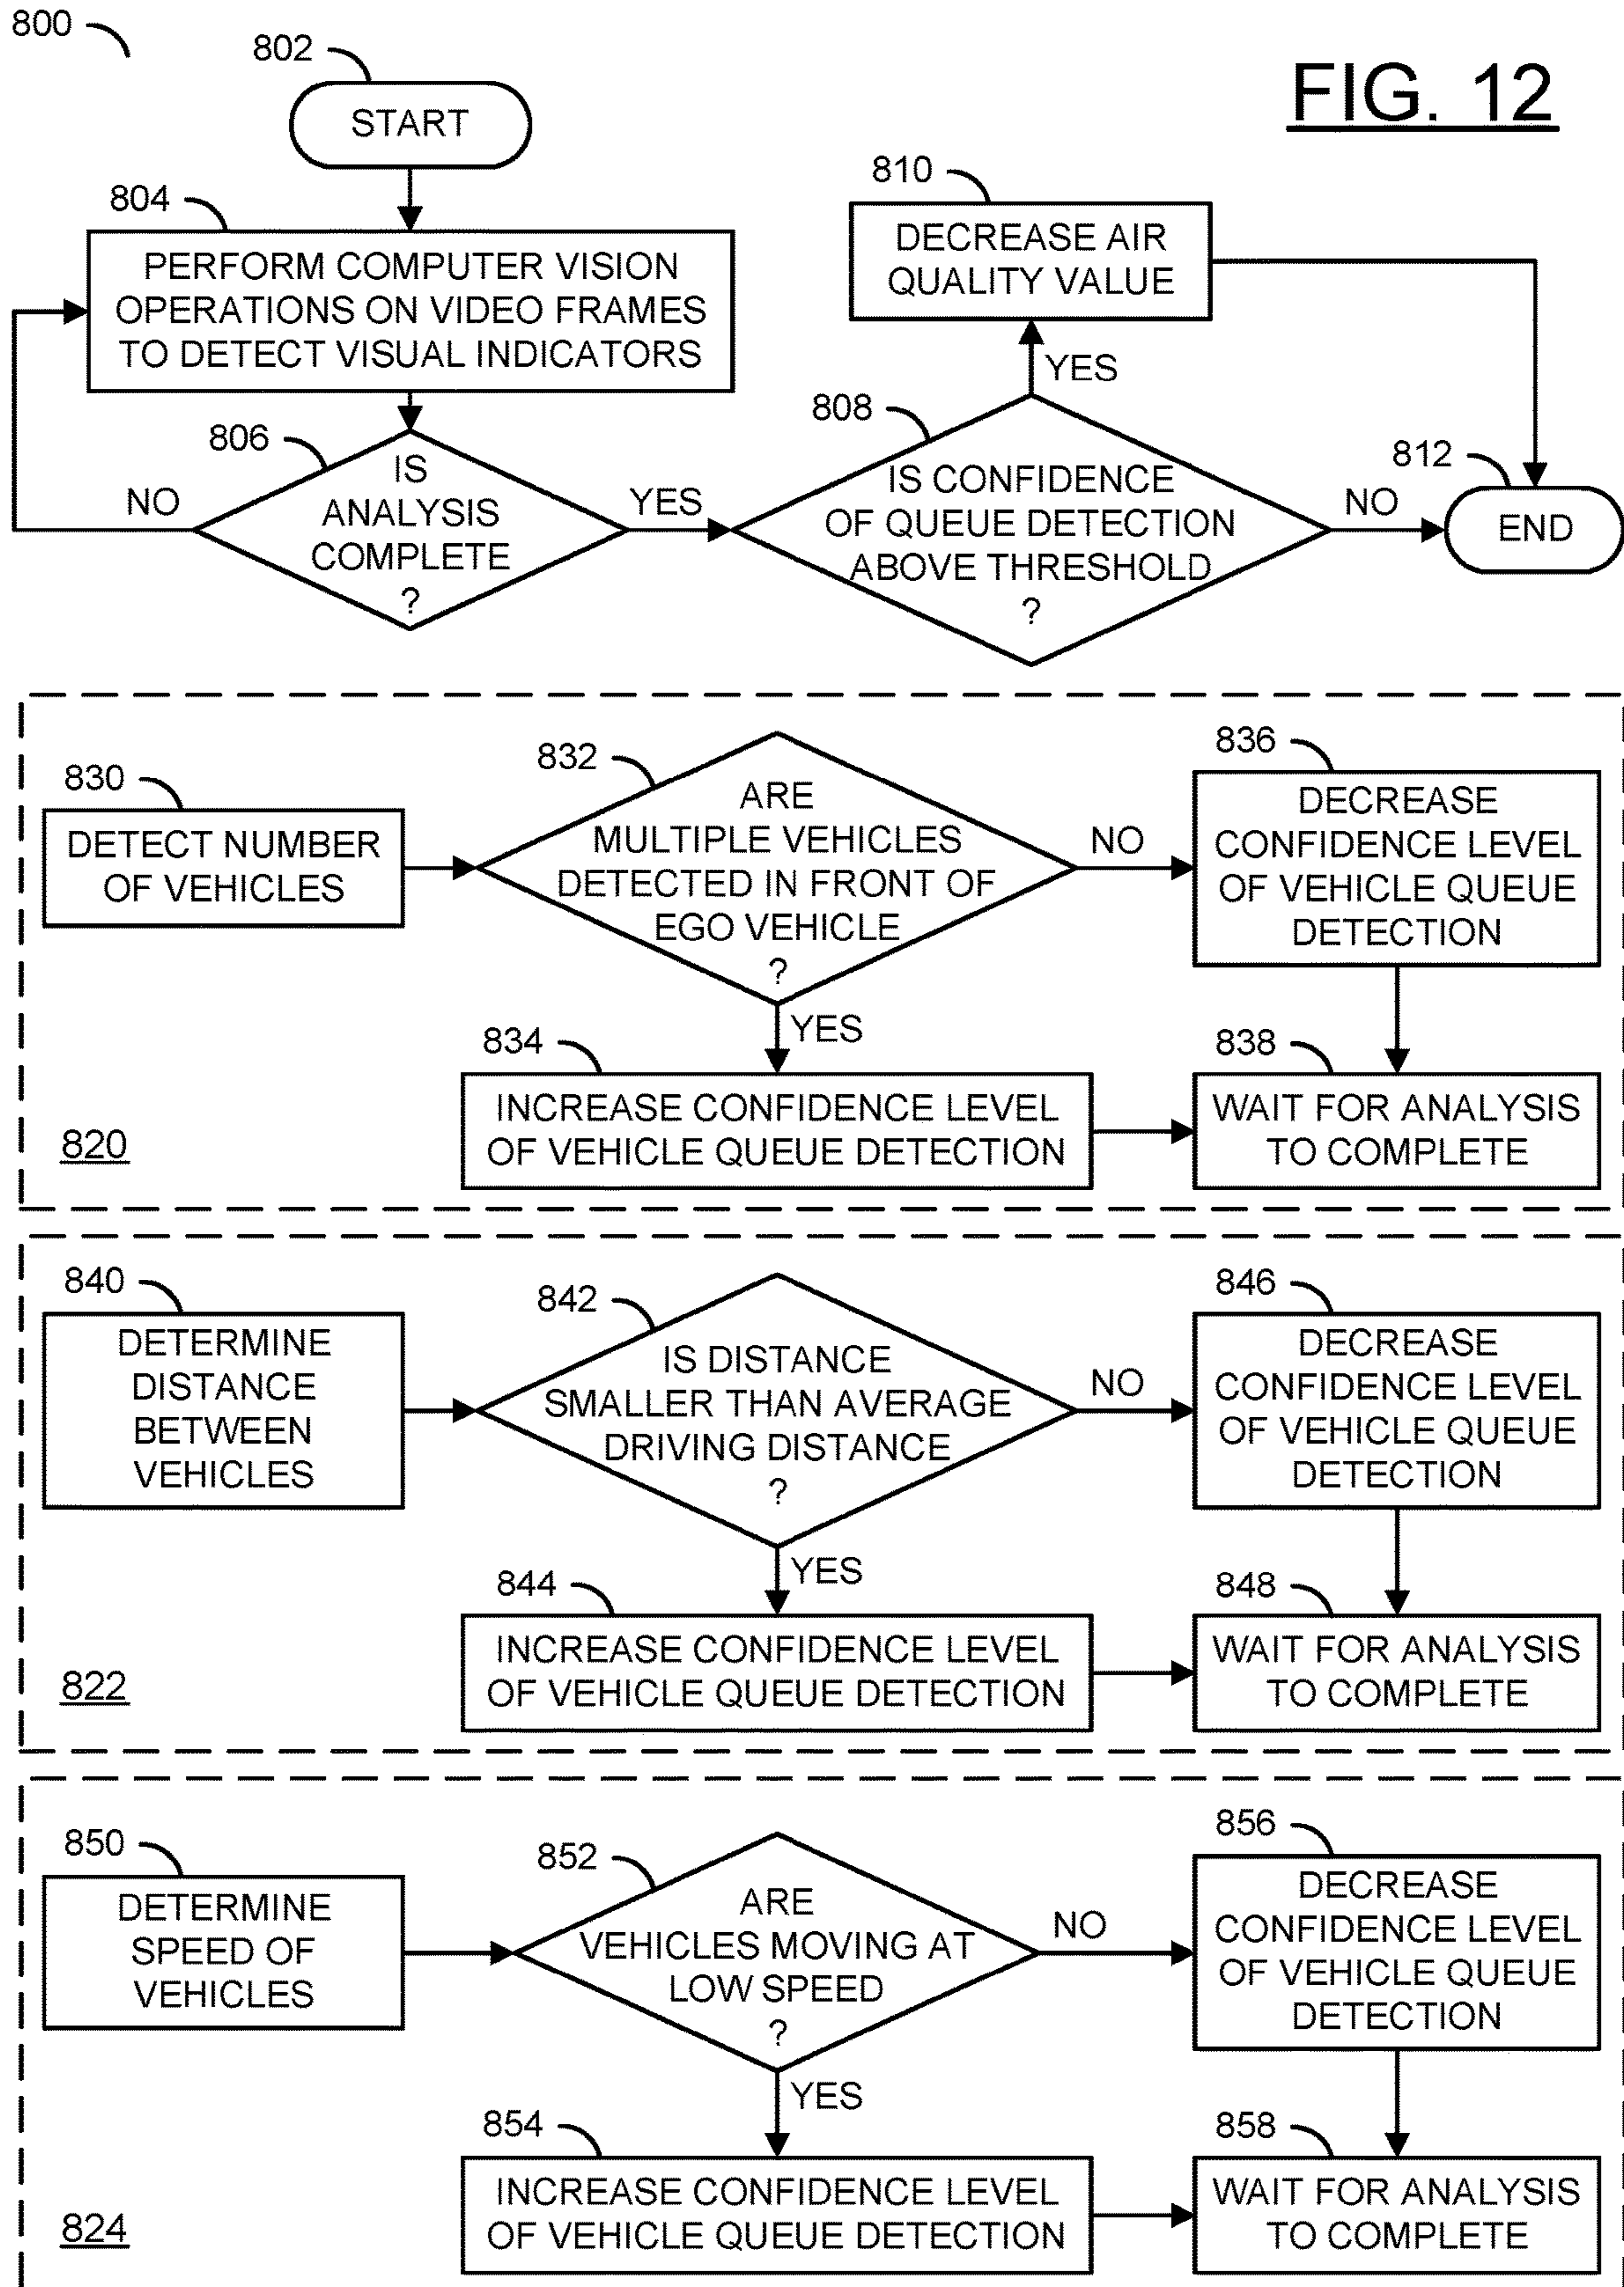 800
802
FIG. 12
START
810
804
DECREASE AIR
QUALITY VALUE
PERFORM COMPUTER VISION
OPERATIONS ON VIDEO FRAMES
TO DETECT VISUAL INDICATORS
YES
808
806
812
IS
ANALYSIS
COMPLETE
?
NO
YES
IS CONFIDENCE
OF QUEUE DETECTION
ABOVE THRESHOLD
?
NO
END
830
832
836
DETECT NUMBER
OF VEHICLES
ARE
MULTIPLE VEHICLES
DETECTED IN FRONT OF
EGO VEHICLE
?
NO
DECREASE
CONFIDENCE LEVEL
OF VEHICLE QUEUE
DETECTION
YES
834
838
INCREASE CONFIDENCE LEVEL
OF VEHICLE QUEUE DETECTION
WAIT FOR ANALYSIS
TO COMPLETE
820
840
842
846
DETERMINE
DISTANCE
BETWEEN
VEHICLES
IS DISTANCE
SMALLER THAN AVERAGE
DRIVING DISTANCE
?
NO
DECREASE
CONFIDENCE LEVEL
OF VEHICLE QUEUE
DETECTION
YES
844
848
INCREASE CONFIDENCE LEVEL
OF VEHICLE QUEUE DETECTION
WAIT FOR ANALYSIS
TO COMPLETE
822
850
852
856
DETERMINE
SPEED OF
VEHICLES
ARE
VEHICLES MOVING AT
LOW SPEED
?
NO
DECREASE
CONFIDENCE LEVEL
OF VEHICLE QUEUE
DETECTION
YES
854
858
INCREASE CONFIDENCE LEVEL
OF VEHICLE QUEUE DETECTION
WAIT FOR ANALYSIS
TO COMPLETE
824